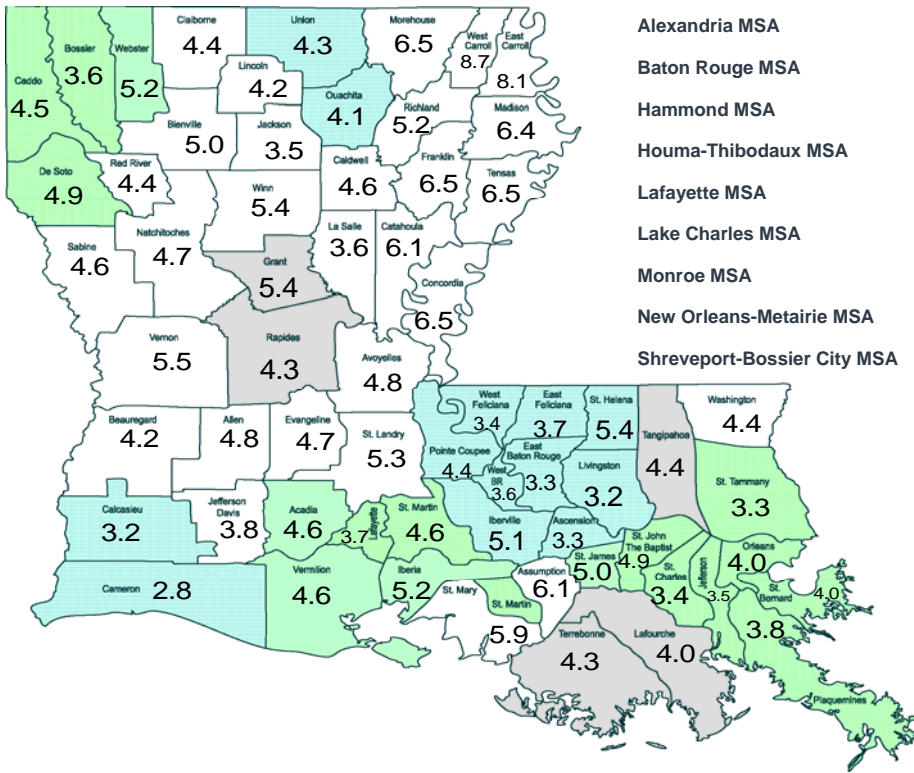 Alexandria MSA
Baton Rouge MSA
Hammond MSA
Houma-Thibodaux MSA
Lafayette MSA
Lake Charles MSA
Monroe MSA
New Orleans-Metairie MSA
Shreveport-Bossier City MSA
Caddo
4.5
Bossier
3.6
Webster
5.2
Claiborne
4.4
Union
4.3
Morehouse
6.5
West
Carroll
8.7
East
Carroll
8.1
Lincoln
4.2
Ouachita
4.1
Richland
5.2
Madison
6.4
Bienville
5.0
Jackson
3.5
De Soto
4.9
Red River
4.4
Caldwell
4.6
Franklin
6.5
Tensas
6.5
Winn
5.4
Natchitoches
4.7
Sabine
4.6
Grant
5.4
La Salle
3.6
Catahoula
6.1
Concordia
6.5
Vernon
5.5
Rapides
4.3
Avoyelles
4.8
Beauregard
4.2
Allen
4.8
Evangeline
4.7
St. Landry
5.3
West
Feliciana
3.4
East
Feliciana
3.7
St. Helena
5.4
Tangipahoa
4.4
Washington
4.4
Pointe Coupee
4.4
West
BR
3.6
East
Baton Rouge
3.3
Livingston
3.2
St. Tammany
3.3
Calcasieu
3.2
Jefferson
Davis
3.8
Acadia
4.6
Lafayette
3.7
St. Martin
4.6
Iberville
5.1
Ascension
3.3
St. James
5.0
St. John
The Baptist
4.9
St.
Charles
3.4
Jefferson
3.5
Orleans
4.0
St.
Bernard
4.0
Cameron
2.8
Vermilion
4.6
Iberia
5.2
St. Mary
5.9
St. Martin
Assumption
6.1
Terrebonne
4.3
Lafourche
4.0
3.8
Plaquemines